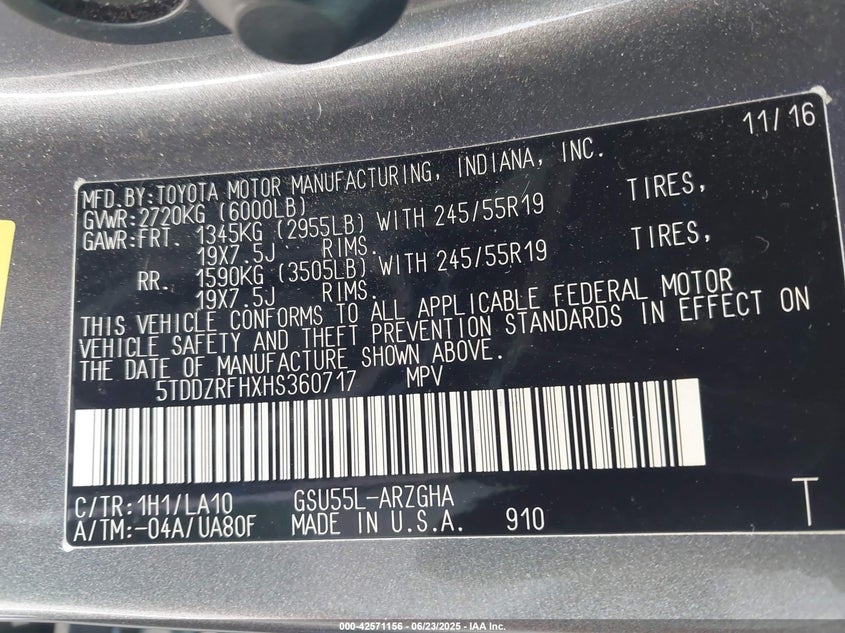 11/16
MFD.BY:TOYOTA MOTOR MANUFACTURING, INDIANA, INC.
GVWR:2720KG (6000LB)
GAWR:FRT. 1345KG (2955LB) WITH 245/55R19 TIRES,
19X7.5J RIMS.
RR. 1590KG (3505LB) WITH 245/55R19 TIRES,
19X7.5J RIMS.
THIS VEHICLE CONFORMS TO ALL APPLICABLE FEDERAL MOTOR
VEHICLE SAFETY AND THEFT PREVENTION STANDARDS IN EFFECT ON
THE DATE OF MANUFACTURE SHOWN ABOVE.
5TDDZRFHXHS360717 MPV
C/TR:1H1/LA10 GSU55L-ARZGHA
A/TM:-04A/UA80F MADE IN U.S.A. 910 T
000-42571156 - 06/23/2025 - IAA Inc.